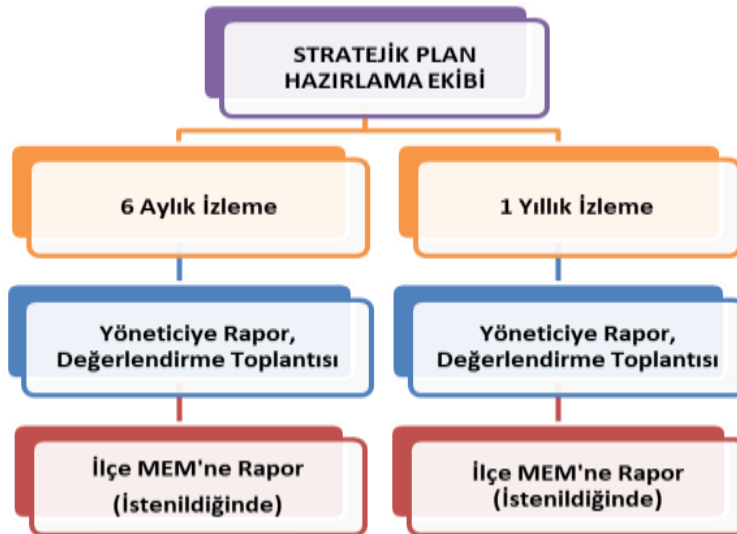 STRATEJİK PLAN
HAZIRLAMA EKİBİ
6 Aylık İzleme
1 Yıllık İzleme
Yöneticiye Rapor,
Değerlendirme Toplantısı
Yöneticiye Rapor,
Değerlendirme Toplantısı
İlçe MEM'ne Rapor
(İstenildiğinde)
İlçe MEM'ne Rapor
(İstenildiğinde)